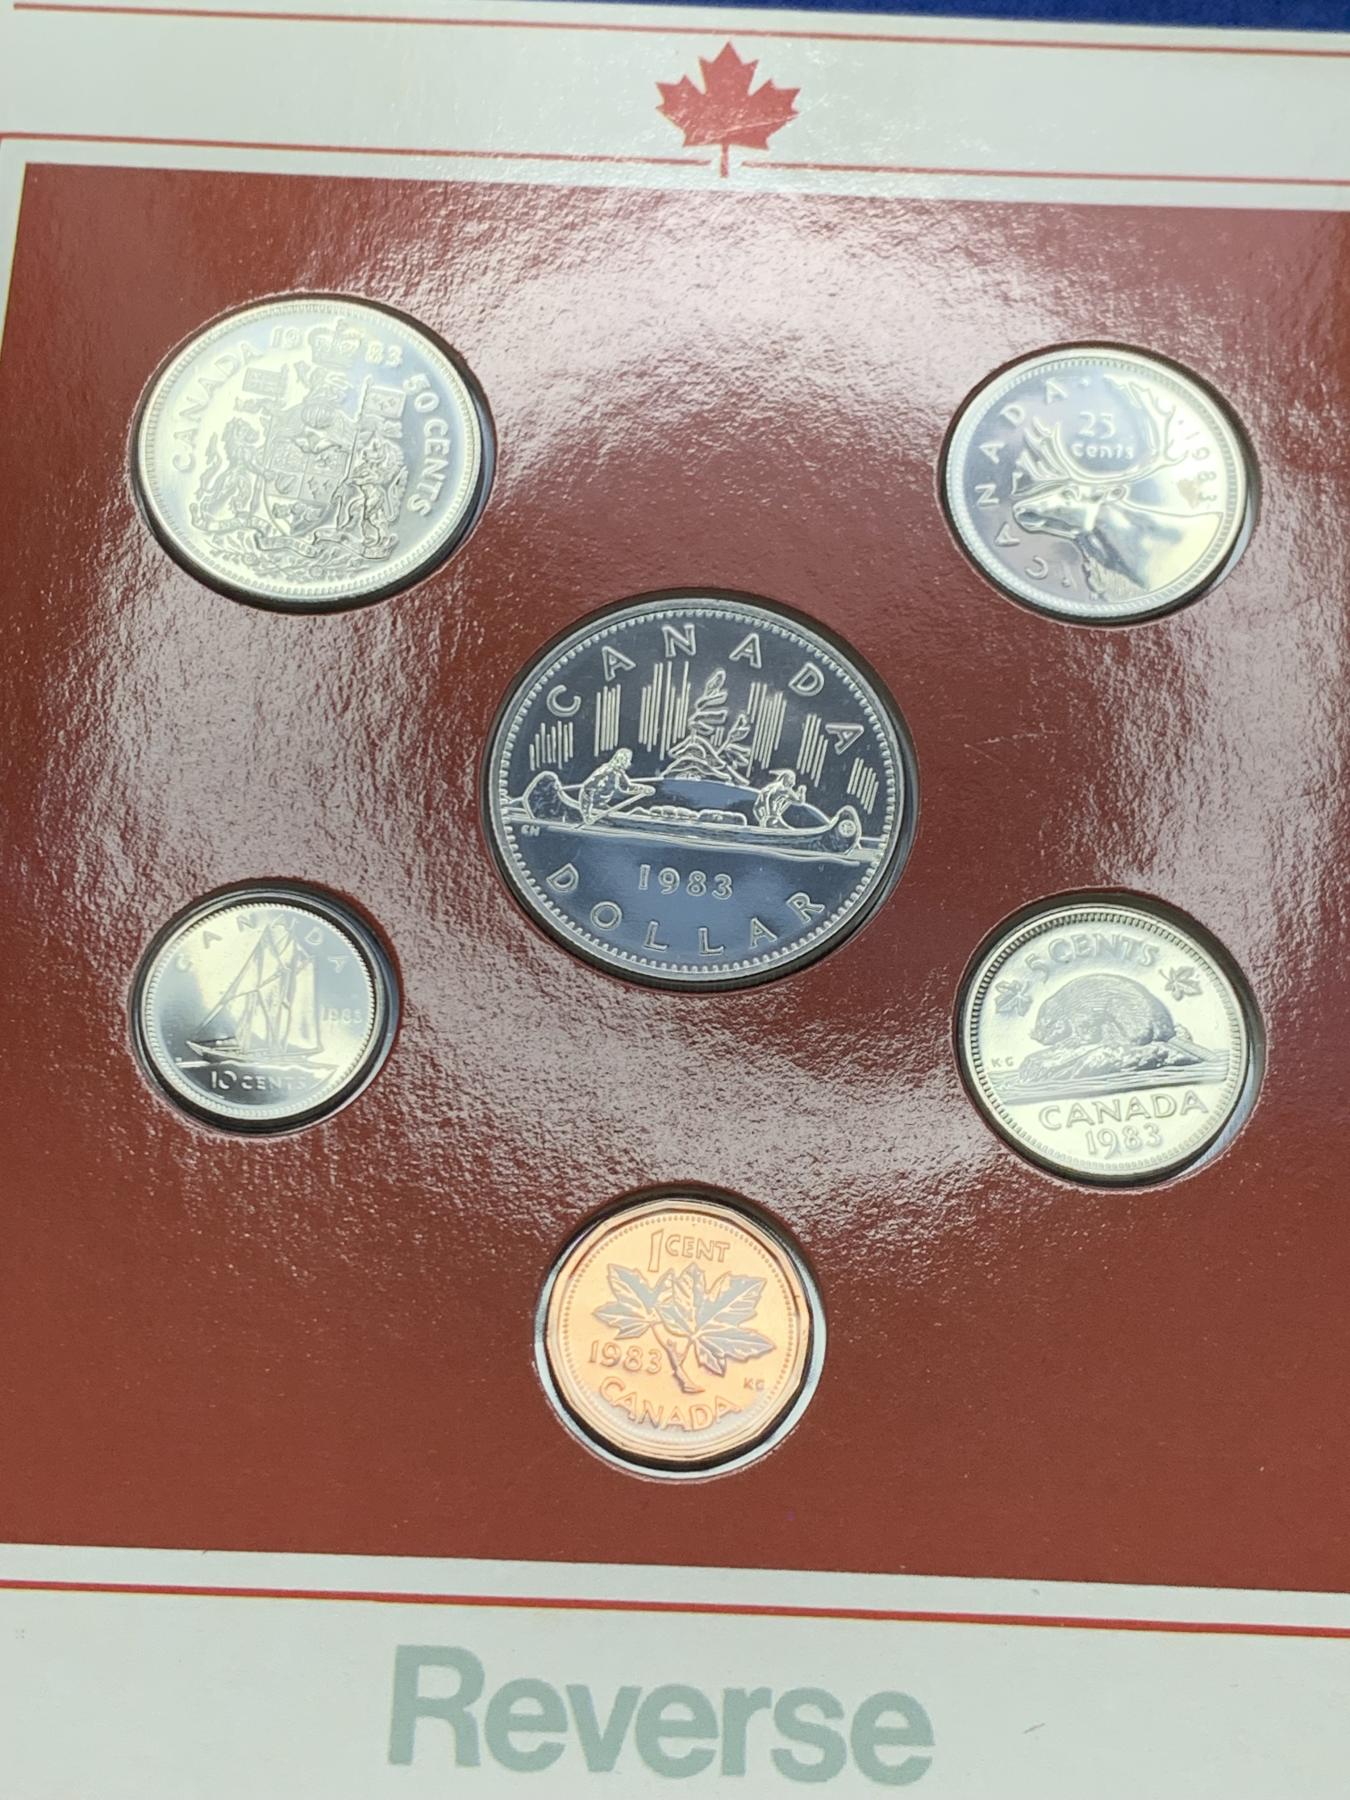 CANADA 1983 50 CENTS
CANADA · 1983
25
cents
CANADA
KH
1983
DOLLAR
CANADA
1983
10 CENTS
5 CENTS
K G
CANADA
1983
1 CENT
1983
KG
CANADA
Reverse